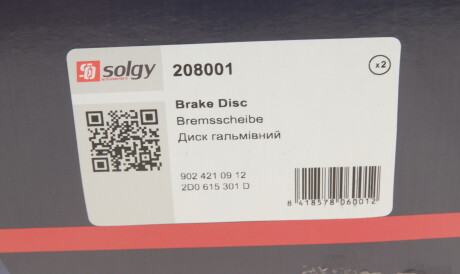 solgy
208001
x2
Brake Disc
Bremsscheibe
Диск гальмівний
902 421 09 12
2D0 615 301 D
8 418578 060012